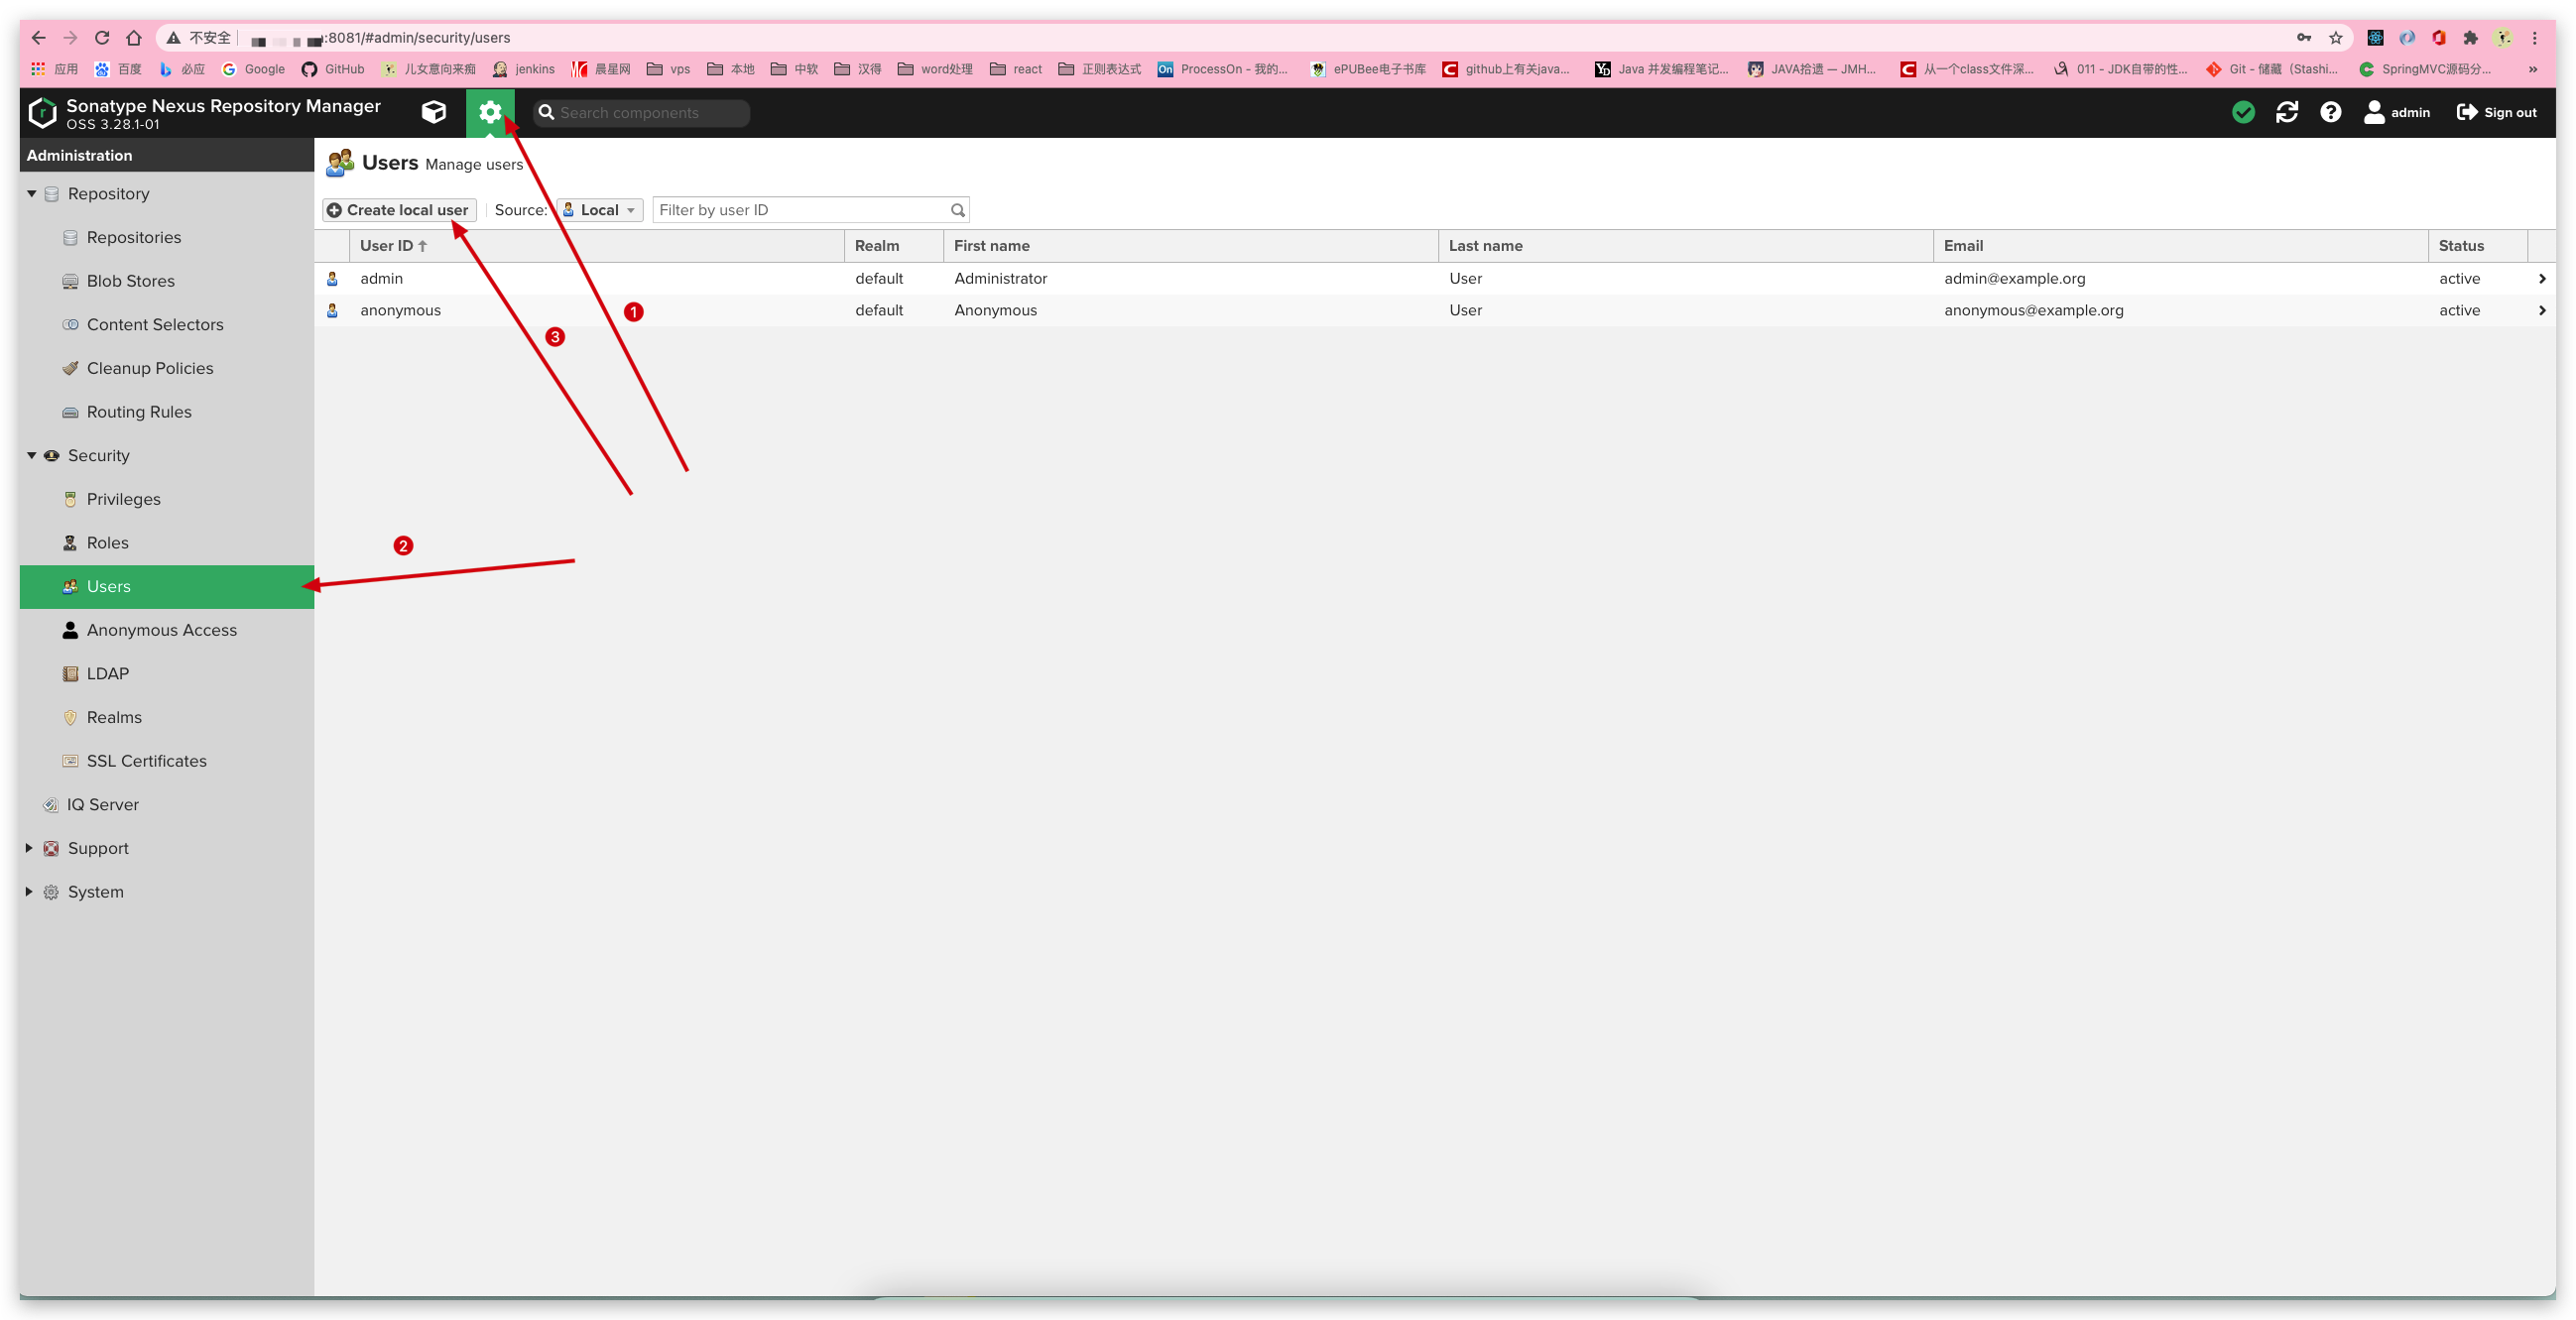 不安全 :8081/#admin/security/users
应用 百度 必应 Google GitHub 儿女意向来痴 jenkins 晨星网 vps 本地 中软 汉得 word处理 react 正则表达式 On ProcessOn - 我的... ePUBee电子书库 github上有关java... Java 并发编程笔记... JAVA拾遗 — JMH... 从一个class文件深... 011 - JDK自带的性... Git - 储藏（Stashi... SpringMVC源码分... »
Sonatype Nexus Repository Manager
OSS 3.28.1-01
Search components
admin
Sign out
Administration
Users Manage users
Repository
Create local user Source: Local Filter by user ID
Repositories
User ID Realm First name Last name Email Status
admin default Administrator User admin@example.org active
Blob Stores
anonymous default Anonymous User anonymous@example.org active
1
Content Selectors
3
Cleanup Policies
Routing Rules
Security
Privileges
Roles
2
Users
Anonymous Access
LDAP
Realms
SSL Certificates
IQ Server
Support
System